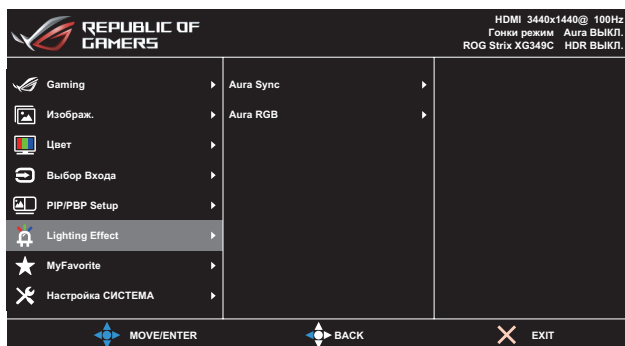 REPUBLIC OF
GAMERS
HDMI 3440x1440@ 100Hz
Гонки режим Aura ВЫКЛ.
ROG Strix XG349C HDR ВЫКЛ.
Gaming
Aura Sync
Изображ.
Aura RGB
Цвет
Выбор Входа
PIP/PBP Setup
Lighting Effect
MyFavorite
Настройка СИСТЕМА
MOVE/ENTER
BACK
EXIT